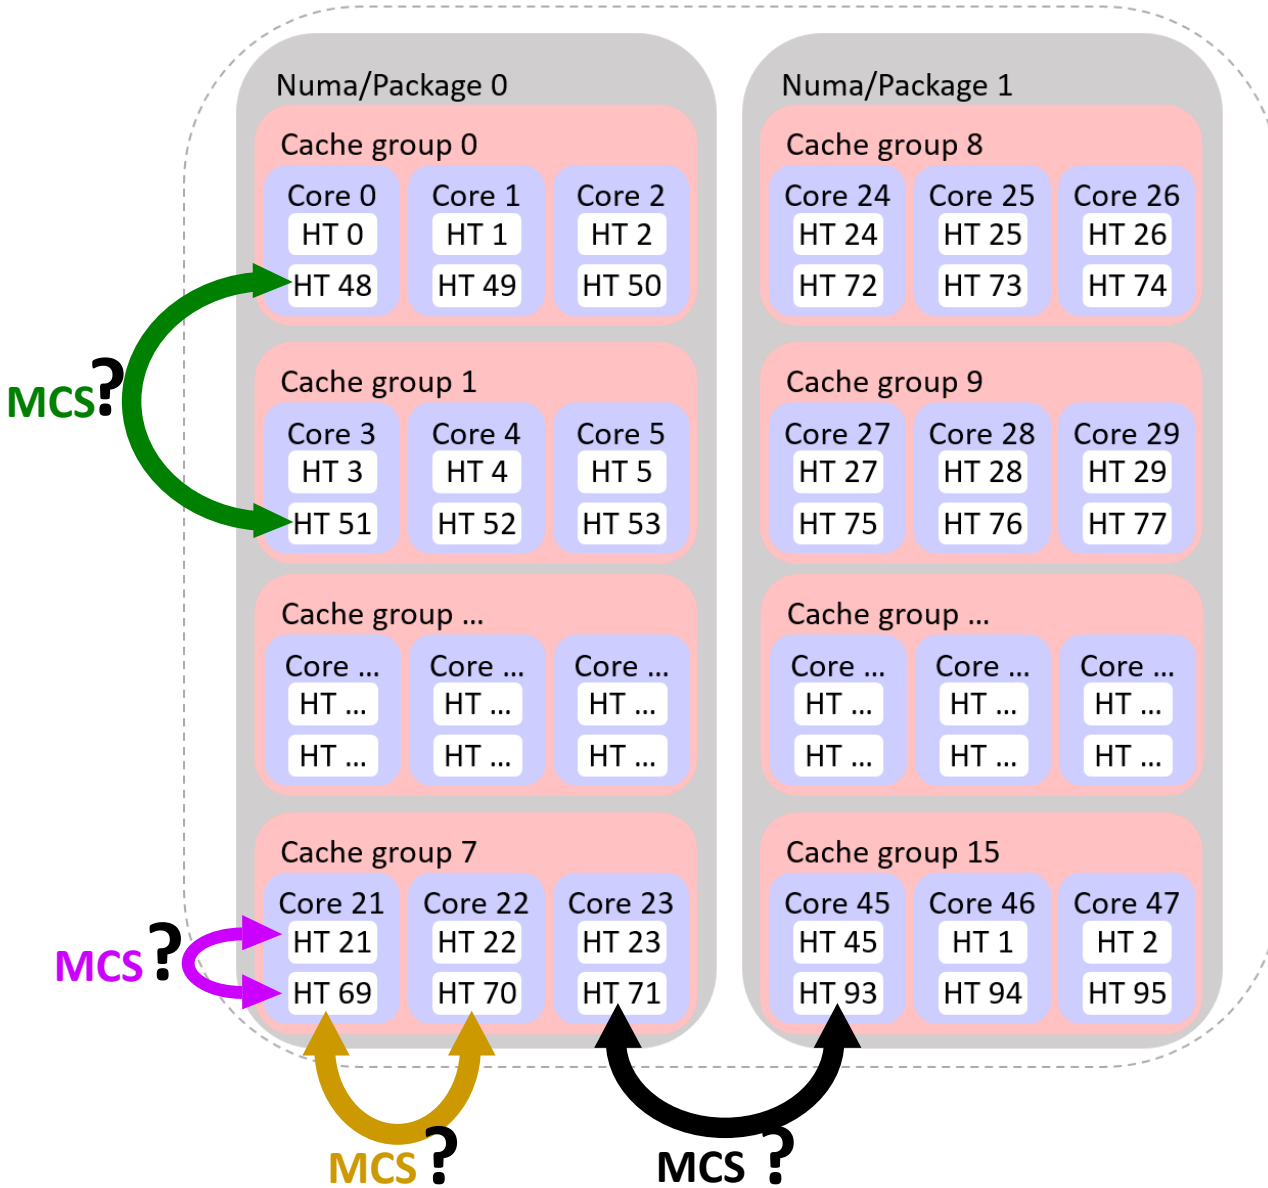 Numa/Package 0
Numa/Package 1
Cache group 0
Cache group 8
Core 0 Core 1 Core 2
Core 24 Core 25 Core 26
HT 0 HT 1 HT 2
HT 24 HT 25 HT 26
HT 48 HT 49 HT 50
HT 72 HT 73 HT 74
MCS?
Cache group 1
Cache group 9
Core 3 Core 4 Core 5
Core 27 Core 28 Core 29
HT 3 HT 4 HT 5
HT 27 HT 28 HT 29
HT 51 HT 52 HT 53
HT 75 HT 76 HT 77
Cache group ...
Cache group ...
Core ... Core ... Core ...
Core ... Core ... Core ...
HT ... HT ... HT ...
HT ... HT ... HT ...
HT ... HT ... HT ...
HT ... HT ... HT ...
Cache group 7
Cache group 15
Core 21 Core 22 Core 23
Core 45 Core 46 Core 47
HT 21 HT 22 HT 23
HT 45 HT 1 HT 2
MCS ?
HT 69 HT 70 HT 71
HT 93 HT 94 HT 95
MCS ?
MCS ?